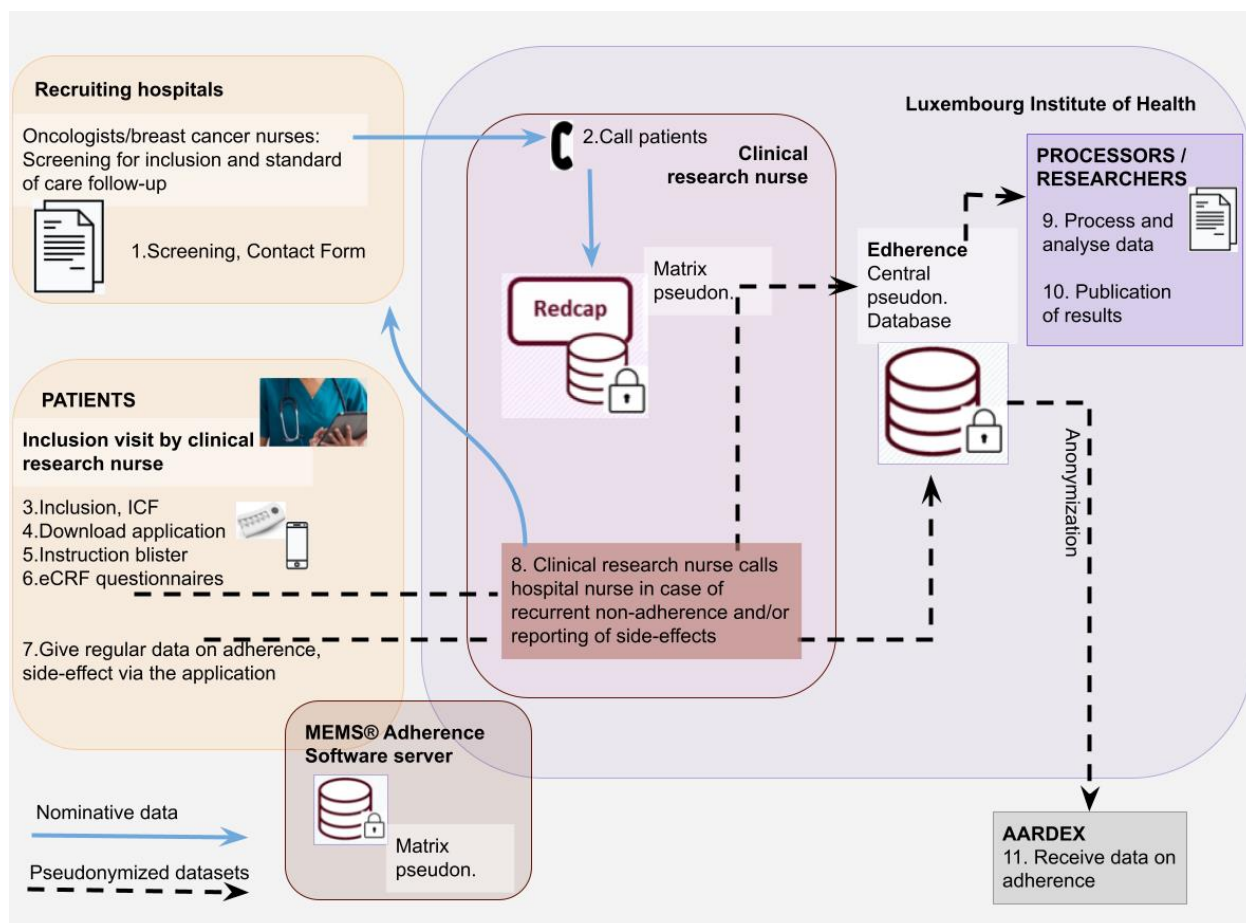 Recruiting hospitals
Oncologists/breast cancer nurses:
Screening for inclusion and standard
of care follow-up
1.Screening, Contact Form
PATIENTS
Inclusion visit by clinical
research nurse
3.Inclusion, ICF
4.Download application
5.Instruction blister
6.eCRF questionnaires
7.Give regular data on adherence,
side-effect via the application
MEMS® Adherence
Software server
Matrix
pseudon.
Nominative data
Pseudonymized datasets
2.Call patients
Clinical
research nurse
Redcap
Matrix
pseudon.
8. Clinical research nurse calls
hospital nurse in case of
recurrent non-adherence and/or
reporting of side-effects
Luxembourg Institute of Health
Edherence
Central
pseudon.
Database
PROCESSORS /
RESEARCHERS
9. Process and
analyse data
10. Publication
of results
Anonymization
AARDEX
11. Receive data on
adherence